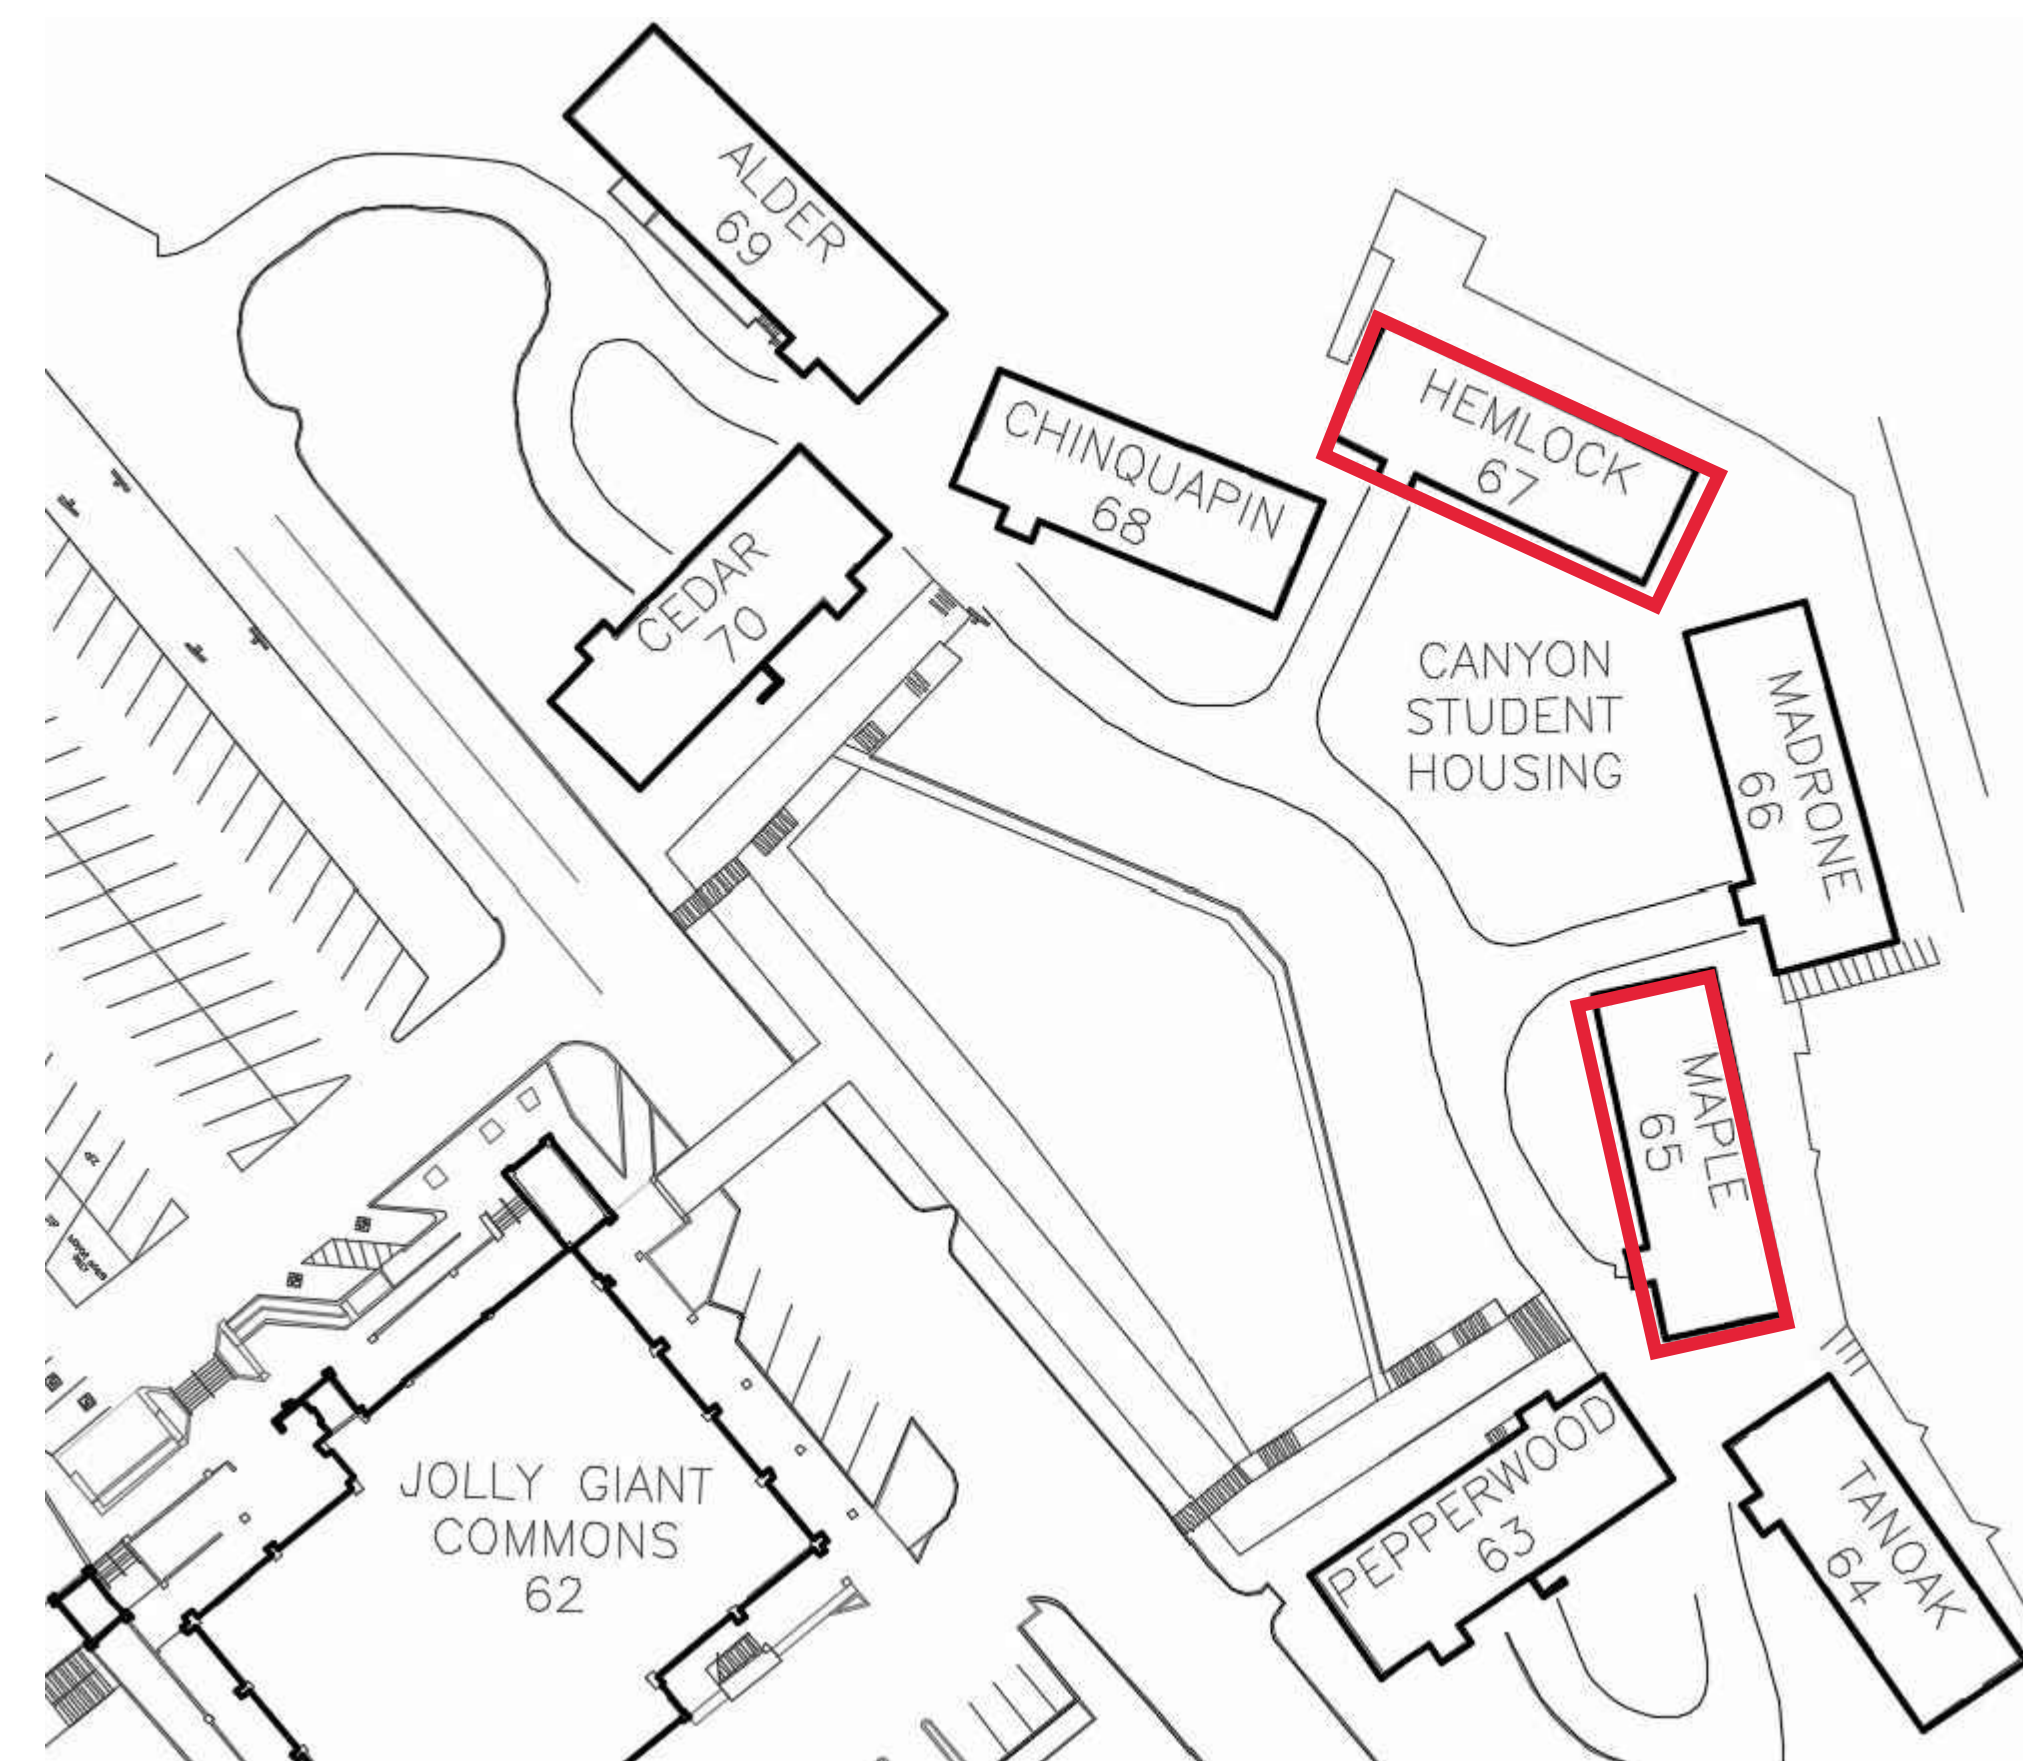 ALDER
69
HEMLOCK
67
CHINQUAPIN
68
CEDAR
70
CANYON
STUDENT
HOUSING
MADRONE
66
MAPLE
65
JOLLY GIANT
COMMONS
62
PEPPERWOOD
63
TANOAK
64